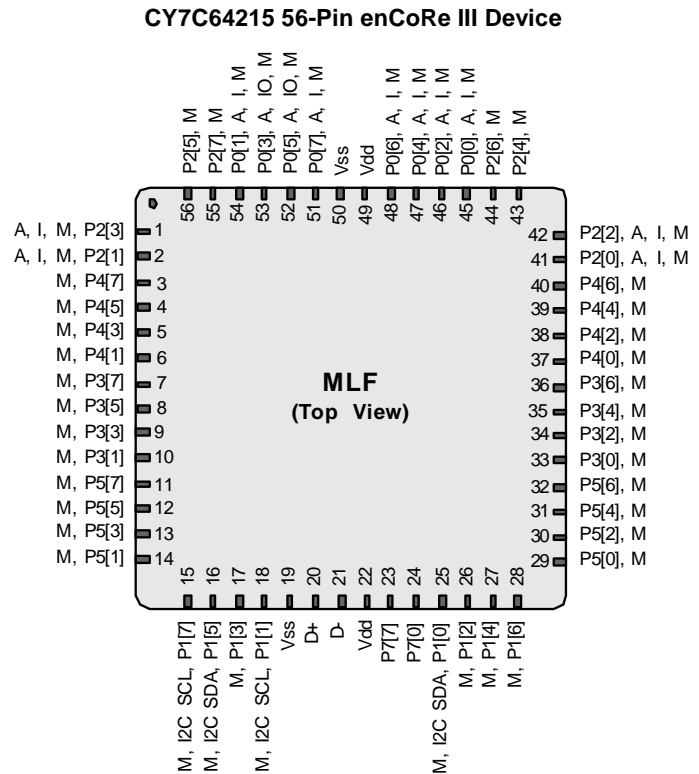 CY7C64215 56-Pin enCoRe III Device
P2[5], M
P2[7], M
P0[1], A, I, M
P0[3], A, IO, M
P0[5], A, IO, M
P0[7], A, I, M
Vss
Vdd
P0[6], A, I, M
P0[4], A, I, M
P0[2], A, I, M
P0[0], A, I, M
P2[6], M
P2[4], M
56
55
54
53
52
51
50
49
48
47
46
45
44
43
A, I, M, P2[3] 1
A, I, M, P2[1] 2
M, P4[7] 3
M, P4[5] 4
M, P4[3] 5
M, P4[1] 6
M, P3[7] 7
M, P3[5] 8
M, P3[3] 9
M, P3[1] 10
M, P5[7] 11
M, P5[5] 12
M, P5[3] 13
M, P5[1] 14
MLF
(Top View)
42 P2[2], A, I, M
41 P2[0], A, I, M
40 P4[6], M
39 P4[4], M
38 P4[2], M
37 P4[0], M
36 P3[6], M
35 P3[4], M
34 P3[2], M
33 P3[0], M
32 P5[6], M
31 P5[4], M
30 P5[2], M
29 P5[0], M
15
16
17
18
19
20
21
22
23
24
25
26
27
28
M, I2C SCL, P1[7]
M, I2C SDA, P1[5]
M, P1[3]
M, I2C SCL, P1[1]
Vss
D+
D-
Vdd
P7[7]
P7[0]
M, I2C SDA, P1[0]
M, P1[2]
M, P1[4]
M, P1[6]